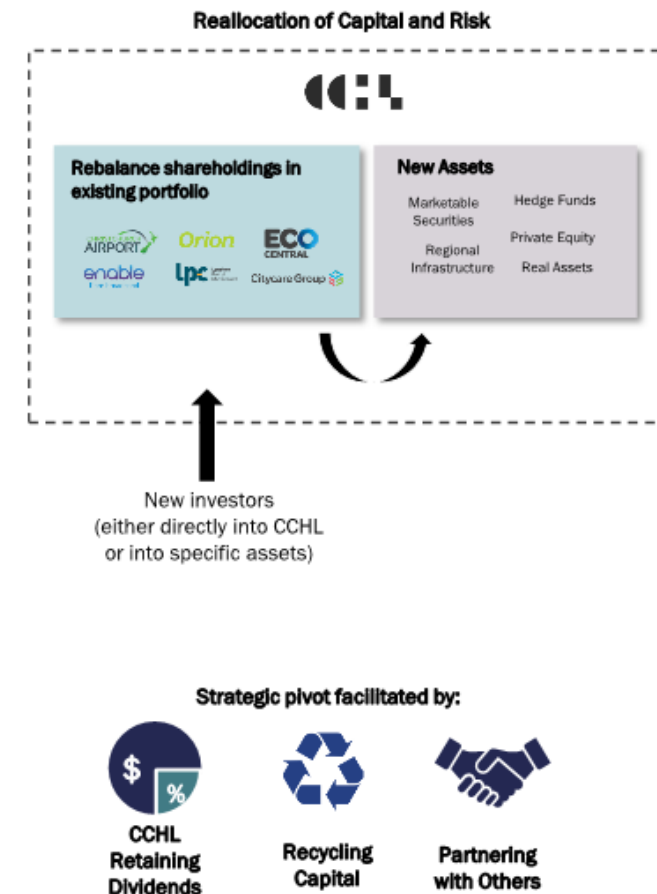 Reallocation of Capital and Risk
CCHL
Rebalance shareholdings in
existing portfolio
AIRPORT
Orion
ECO
CENTRAL
enable
lpc
Citycare Group
New Assets
Marketable
Securities
Hedge Funds
Private Equity
Regional
Infrastructure
Real Assets
New investors
(either directly into CCHL
or into specific assets)
Strategic pivot facilitated by:
$
%
CCHL
Retaining
Dividends
Recycling
Capital
Partnering
with Others